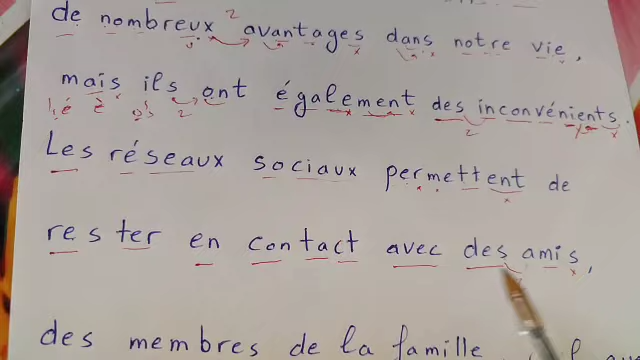 de nombreux 2 avantages dans notre vie,
mais ils ont également des inconvénients.
Les réseaux sociaux permettent de
rester en contact avec des amis,
des membres de la famille